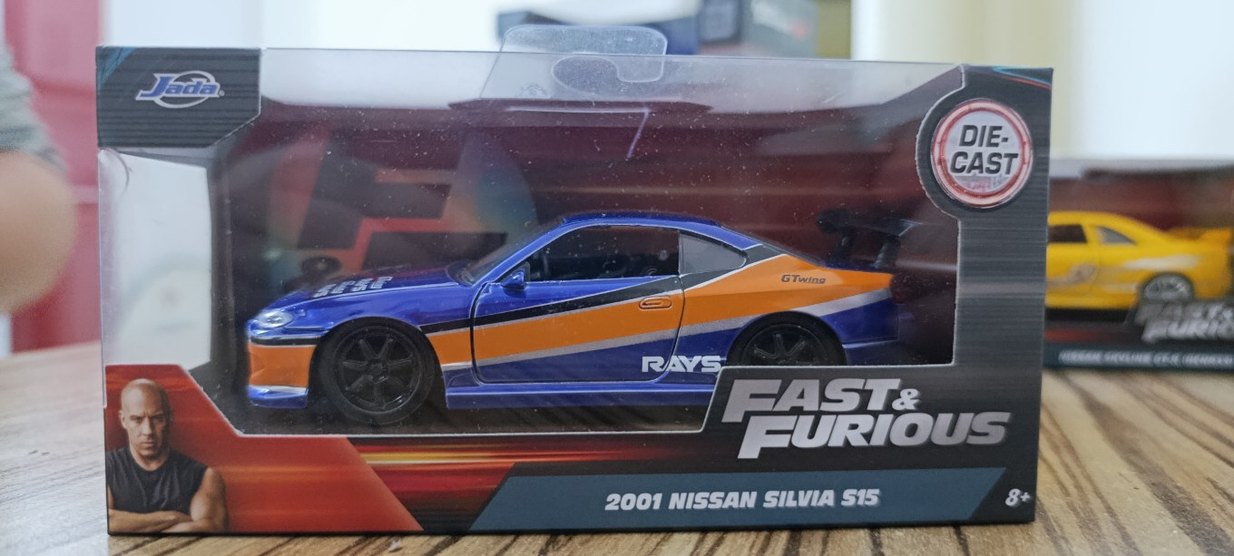 Jada
DIE-
CAST
GTwing
RAYS
FAST &
FURIOUS
2001 NISSAN SILVIA S15
8+
FAST &
FURIOUS